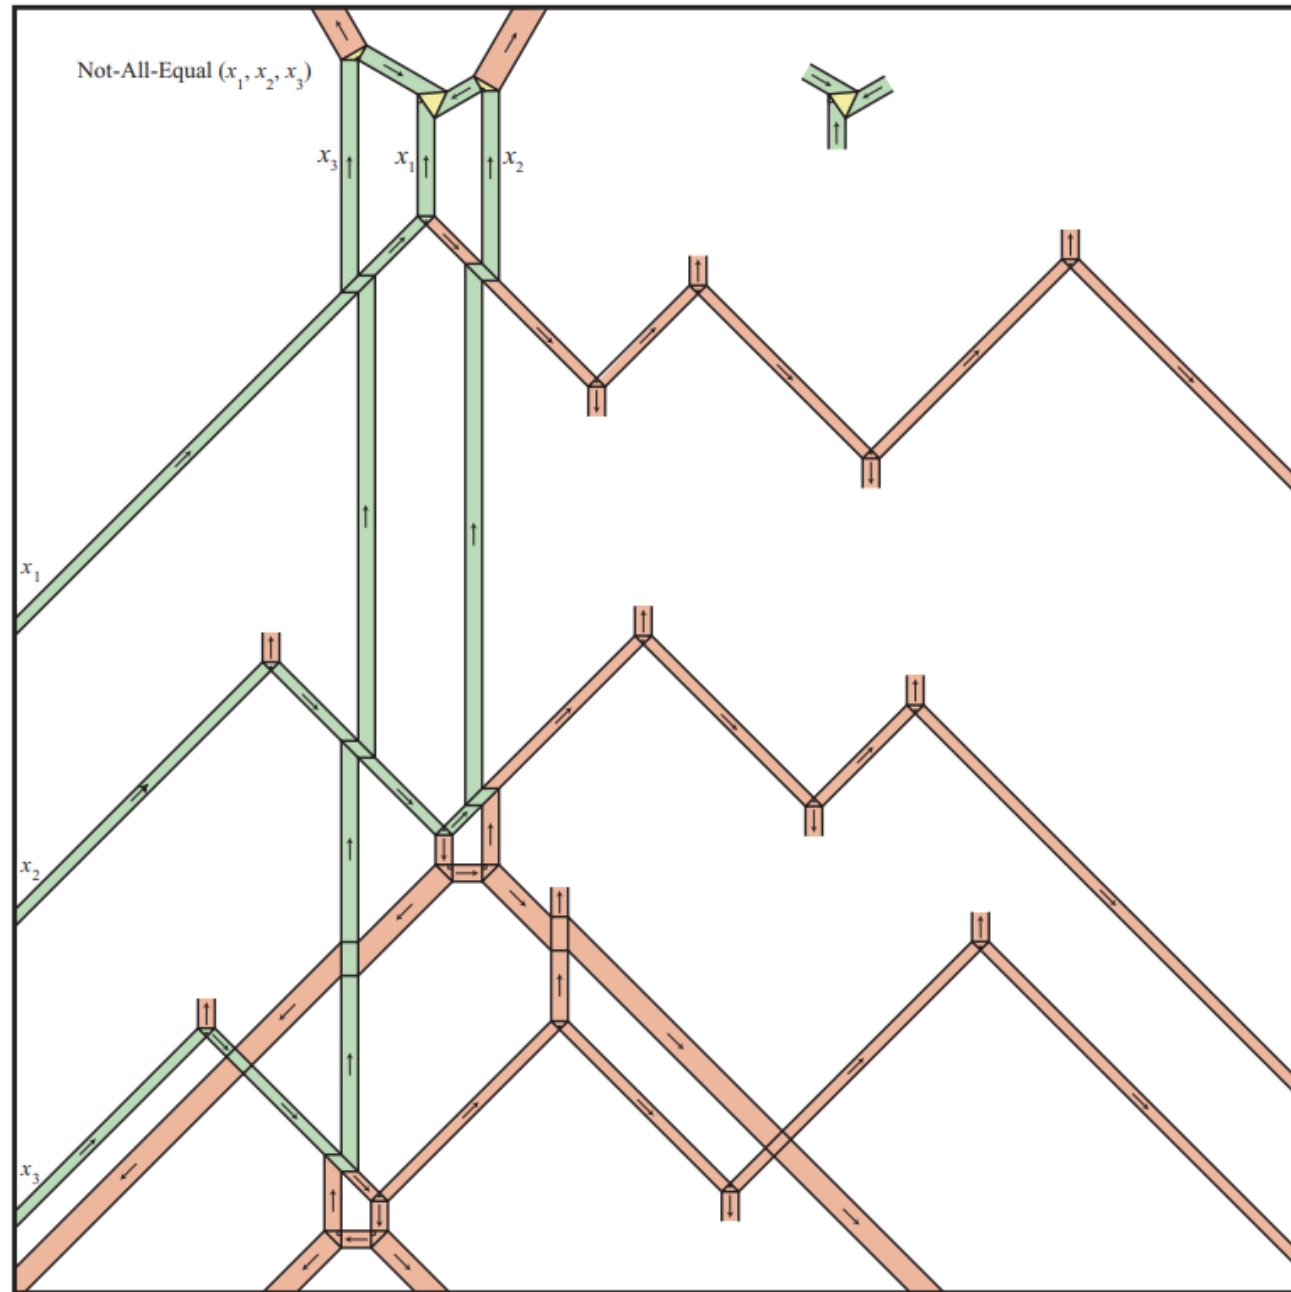 Not-All-Equal (x₁, x₂, x₃)
x₃
x₁
x₂
x₁
x₂
x₃